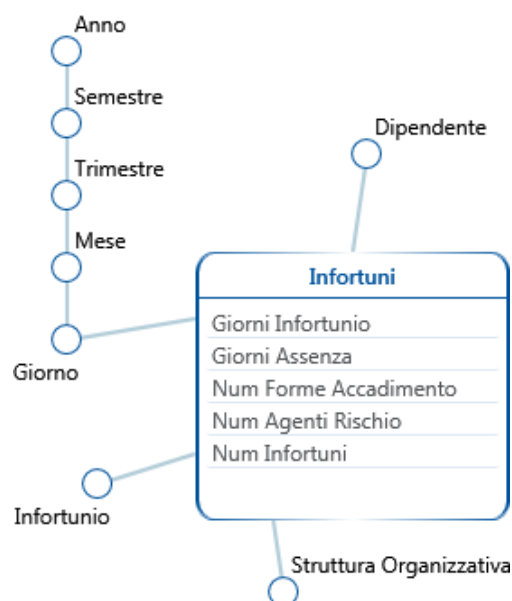 Anno
Semestre
Trimestre
Mese
Giorno
Dipendente
Infortuni
Giorni Infortunio
Giorni Assenza
Num Forme Accadimento
Num Agenti Rischio
Num Infortuni
Infortunio
Struttura Organizzativa